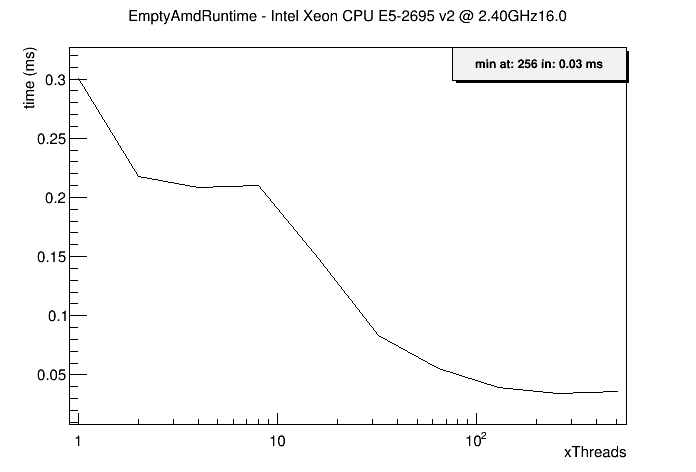 EmptyAmdRuntime - Intel Xeon CPU E5-2695 v2 @ 2.40GHz16.0
min at: 256 in: 0.03 ms
time (ms)
0.3
0.25
0.2
0.15
0.1
0.05
1
10
10²
xThreads